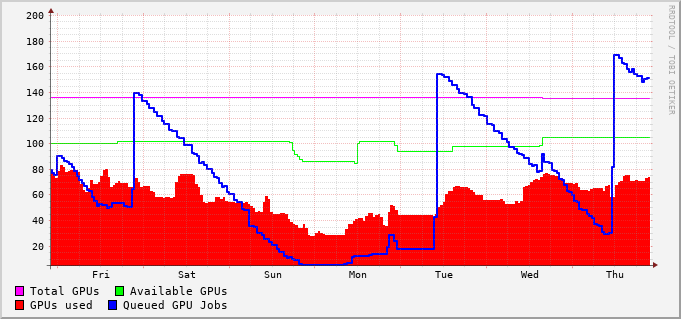 200
180
160
140
120
100
80
60
40
20
Fri Sat Sun Mon Tue Wed Thu
Total GPUs Available GPUs
GPUs used Queued GPU Jobs
RRDTOOL / TOBI OETIKER